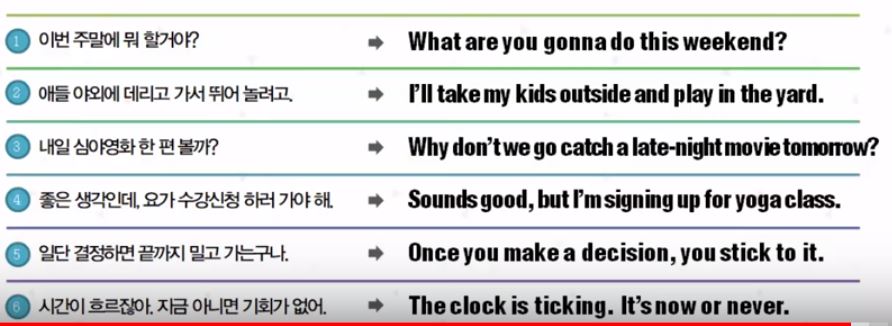 1 이번 주말에 뭐 할거야? ➡ What are you gonna do this weekend?
2 애들 야외에 데리고 가서 뛰어 놀려고. ➡ I'll take my kids outside and play in the yard.
3 내일 심야영화 한 편 볼까? ➡ Why don't we go catch a late-night movie tomorrow?
4 좋은 생각인데, 요가 수강신청 하러 가야 해. ➡ Sounds good, but I'm signing up for yoga class.
5 일단 결정하면 끝까지 밀고 가는구나. ➡ Once you make a decision, you stick to it.
6 시간이 흐르잖아. 지금 아니면 기회가 없어. ➡ The clock is ticking. It's now or never.